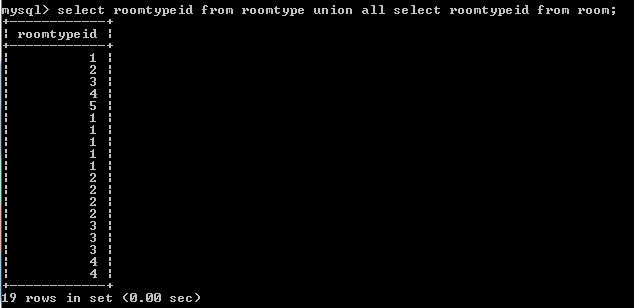 mysql> select roomtypeid from roomtype union all select roomtypeid from room;
+------------+
| roomtypeid |
+------------+
|          1 |
|          2 |
|          3 |
|          4 |
|          5 |
|          1 |
|          1 |
|          1 |
|          1 |
|          1 |
|          2 |
|          2 |
|          2 |
|          2 |
|          3 |
|          3 |
|          3 |
|          4 |
|          4 |
+------------+
19 rows in set (0.00 sec)